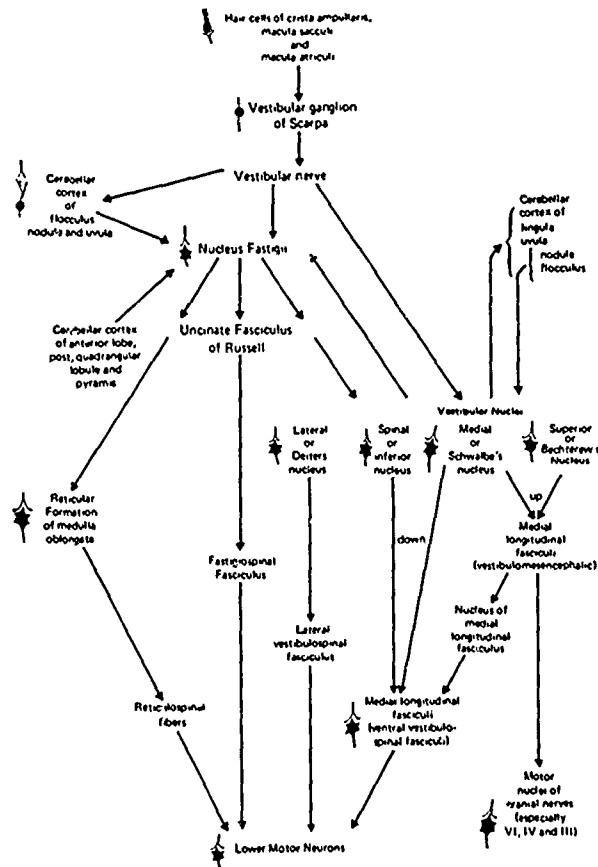 Hair cells of crista ampullaris,
macula sacculi
and
macula atriculi
Vestibular ganglion
of Scarpa
Vestibular nerve
Cerebellar
cortex
of
flocculus
nodula and uvula
Nucleus Fastigii
Cerebellar
cortex of
lingula
uvula
nodule
flocculus
Cerebellar cortex
of anterior lobe,
post, quadrangular
lobule and
pyramis
Uncinate Fasciculus
of Russell
Vestibular Nuclei
Lateral
or
Deiters
nucleus
Spinal
or
inferior
nucleus
Medial
or
Schwalbe's
nucleus
Superior
or
Bechterew's
Nucleus
up
down
Reticular
Formation
of medulla
oblongata
Medial
longitudinal
fasciculi
(vestibulomesencephalic)
Fastigiospinal
Fasciculus
Nucleus of
medial
longitudinal
fasciculus
Lateral
vestibulospinal
fasciculus
Reticulospinal
fibers
Medial longitudinal
fasciculi
(ventral vestibulo-
spinal fasciculi)
Motor
nuclei of
cranial nerves
(especially
VI, IV and III)
Lower Motor Neurons